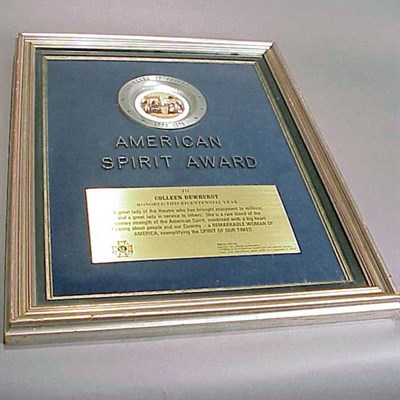 AMERICAN
SPIRIT AWARD
TO
COLLEEN DEWHURST
HONORED THIS BICENTENNIAL YEAR
A great lady of the theatre who has brought enjoyment to millions,
and a great lady in service to others. She is a rare blend of the
strength of the American Spirit, combined with a big heart
caring about people and our Country - a REMARKABLE WOMAN OF
AMERICA, exemplifying the SPIRIT OF OUR TIMES.